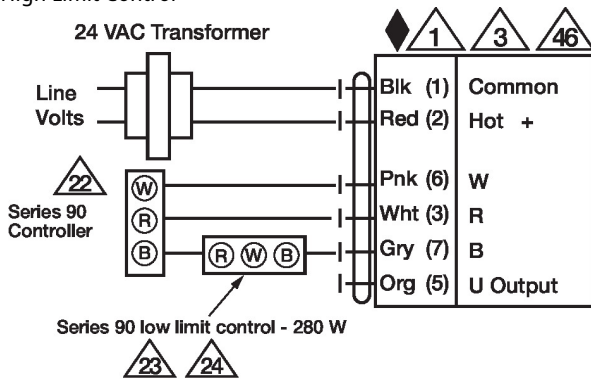 High Limit Control
24 VAC Transformer
Line
Volts
1 3 46
Blk (1) Common
Red (2) Hot +
22
Series 90
Controller
W
R
B
R W B
Pnk (6) W
Wht (3) R
Gry (7) B
Org (5) U Output
Series 90 low limit control - 280 W
23 24